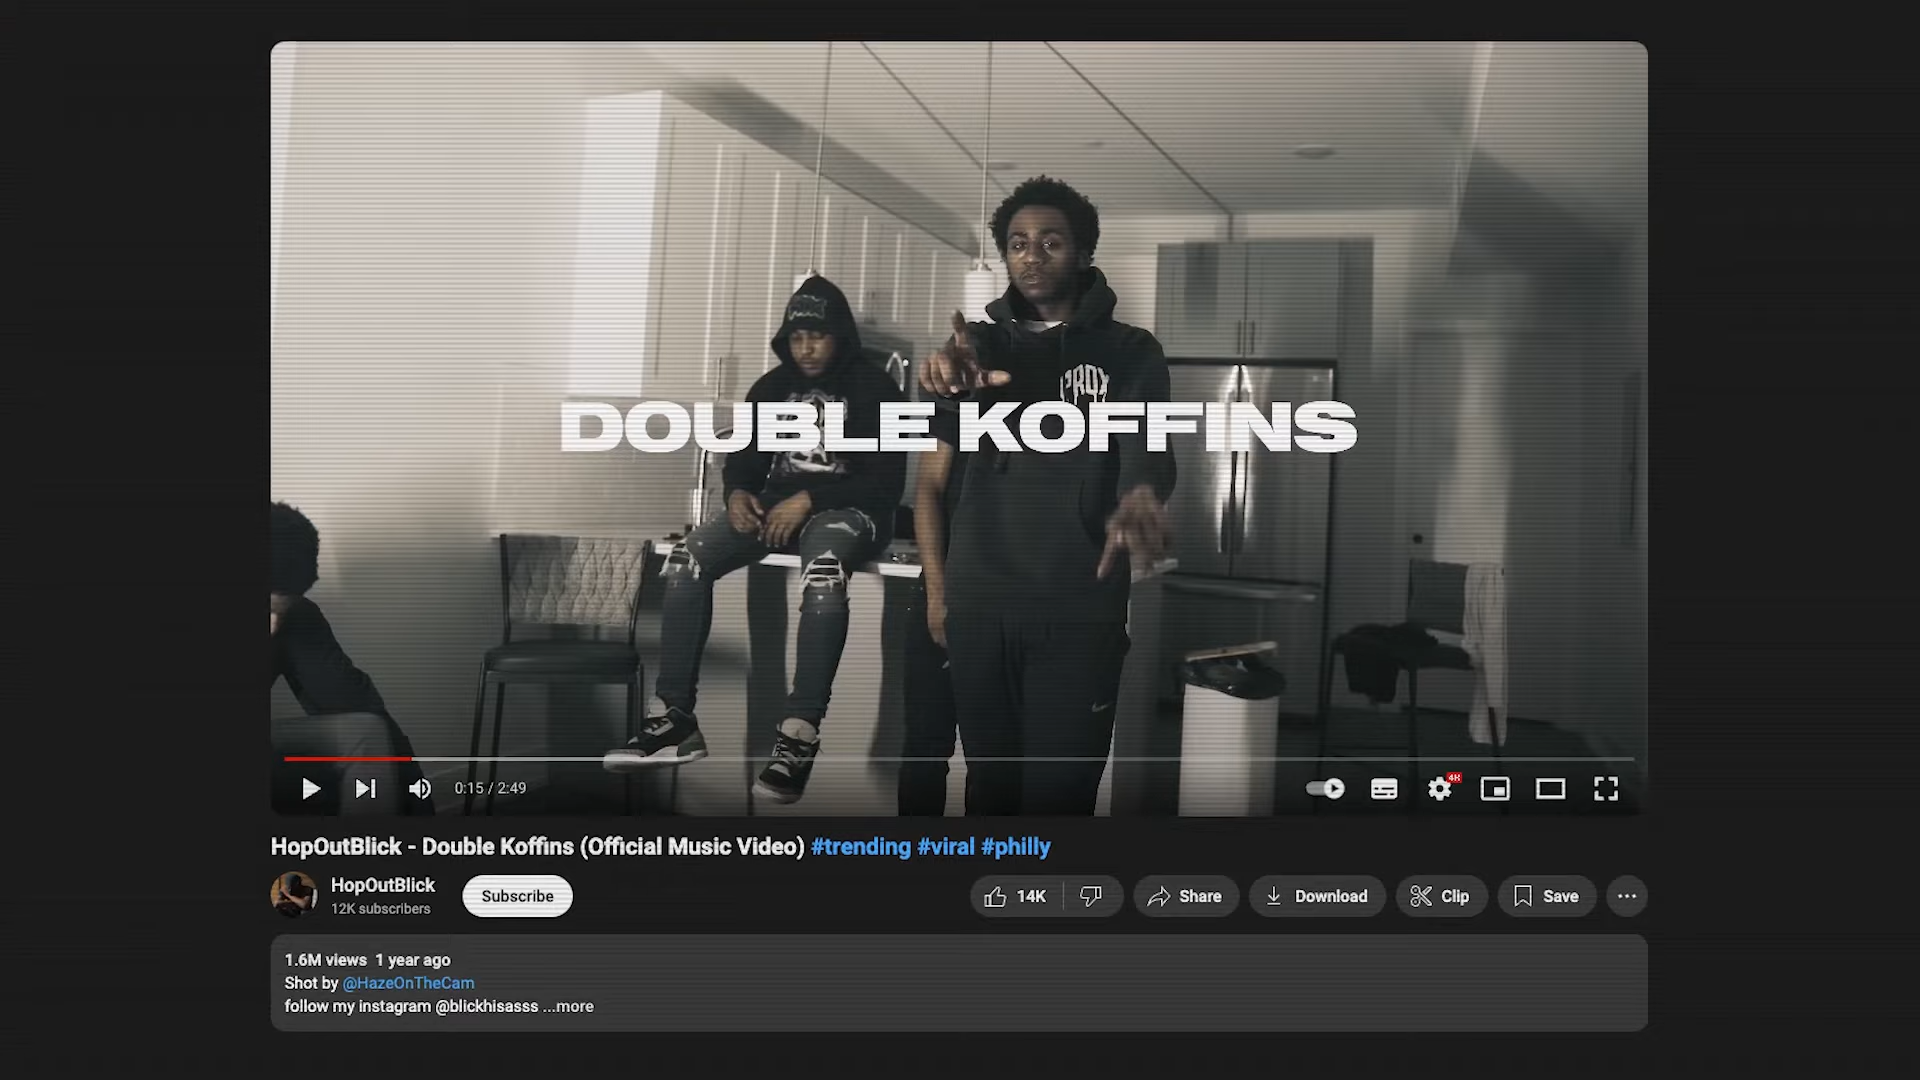 PRDX
DOUBLE KOFFINS
0:15 / 2:49
4K
HopOutBlick - Double Koffins (Official Music Video) #trending #viral #philly
HopOutBlick
12K subscribers
Subscribe
14K
Share
Download
Clip
Save
1.6M views 1 year ago
Shot by @HazeOnTheCam
follow my instagram @blickhisasss ...more